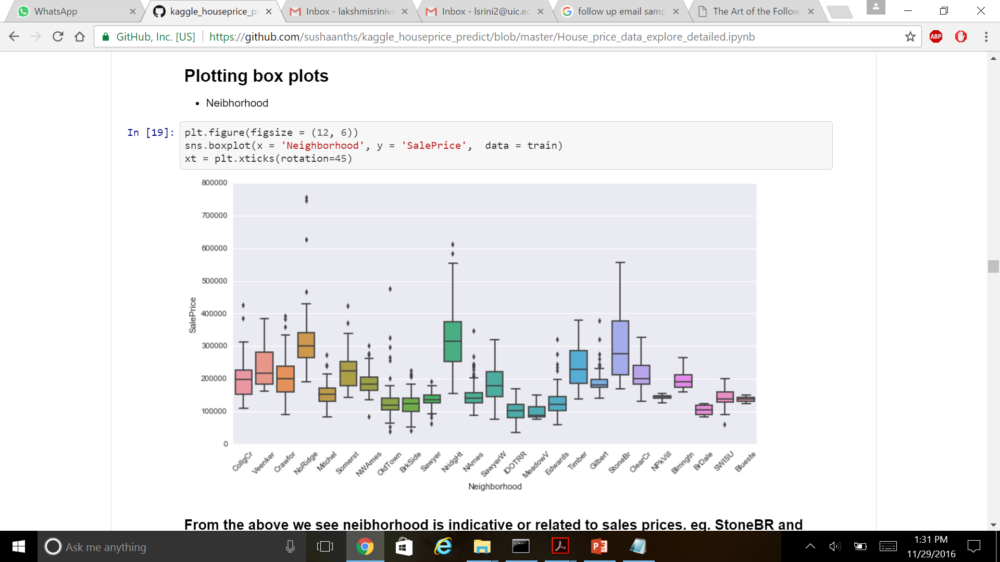 WhatsApp
kaggle_houseprice_p
Inbox - lakshmisriniva
Inbox - lsrini2@uic.e
follow up email samp
The Art of the Follow
GitHub, Inc. [US]
https://github.com/sushaanths/kaggle_houseprice_predict/blob/master/House_price_data_explore_detailed.ipynb
ABP
Plotting box plots
• Neibhorhood
In [19]:
plt.figure(figsize = (12, 6))
sns.boxplot(x = 'Neighborhood', y = 'SalePrice',  data = train)
xt = plt.xticks(rotation=45)
800000
700000
600000
500000
400000
300000
200000
100000
0
SalePrice
CollgCr
Veenker
Crawfor
NoRidge
Mitchel
Somerst
NWAmes
OldTown
BrkSide
Sawyer
NridgHt
NAmes
SawyerW
IDOTRR
MeadowV
Edwards
Timber
Gilbert
StoneBr
ClearCr
NPkVill
Blmngtn
BrDale
SWISU
Blueste
Neighborhood
From the above we see neibhorhood is indicative or related to sales prices. eg. StoneBR and
Ask me anything
1:31 PM
11/29/2016